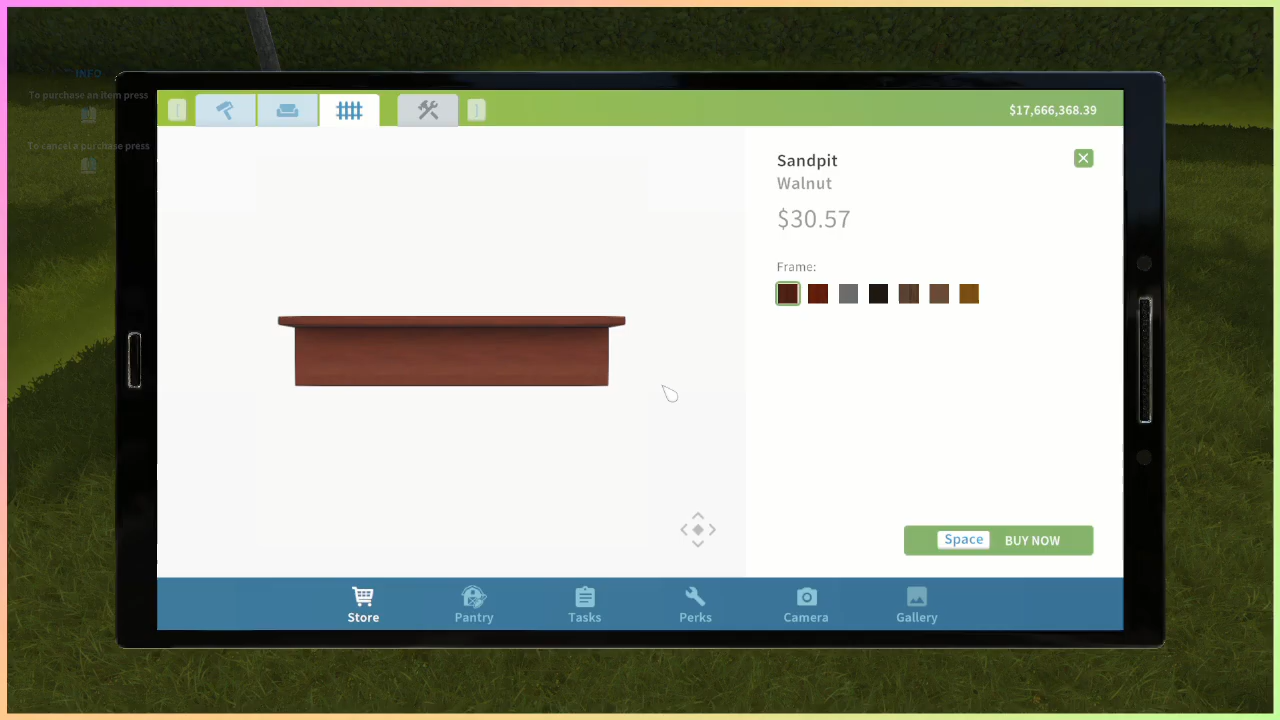 INFO
To purchase an item press
To cancel a purchase press
$17,666,368.39
Sandpit
Walnut
$30.57
Frame:
Space BUY NOW
Store Pantry Tasks Perks Camera Gallery